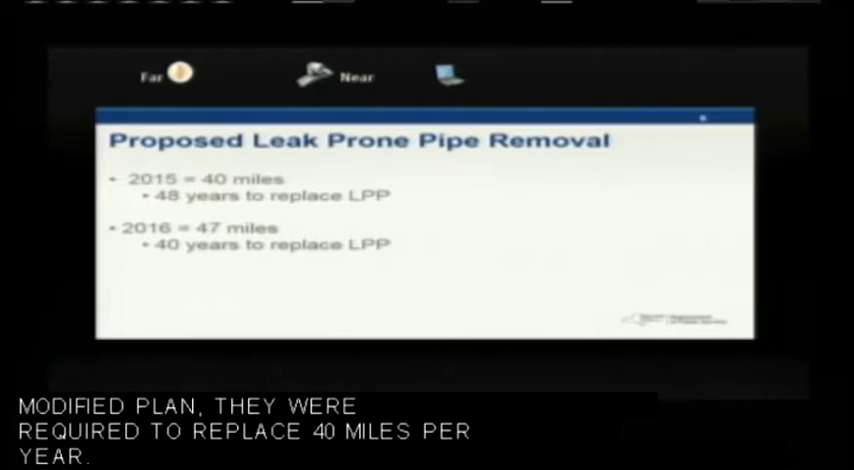 Far
Near
Proposed Leak Prone Pipe Removal
• 2015 = 40 miles
• 48 years to replace LPP
• 2016 = 47 miles
• 40 years to replace LPP
MODIFIED PLAN, THEY WERE
REQUIRED TO REPLACE 40 MILES PER
YEAR.